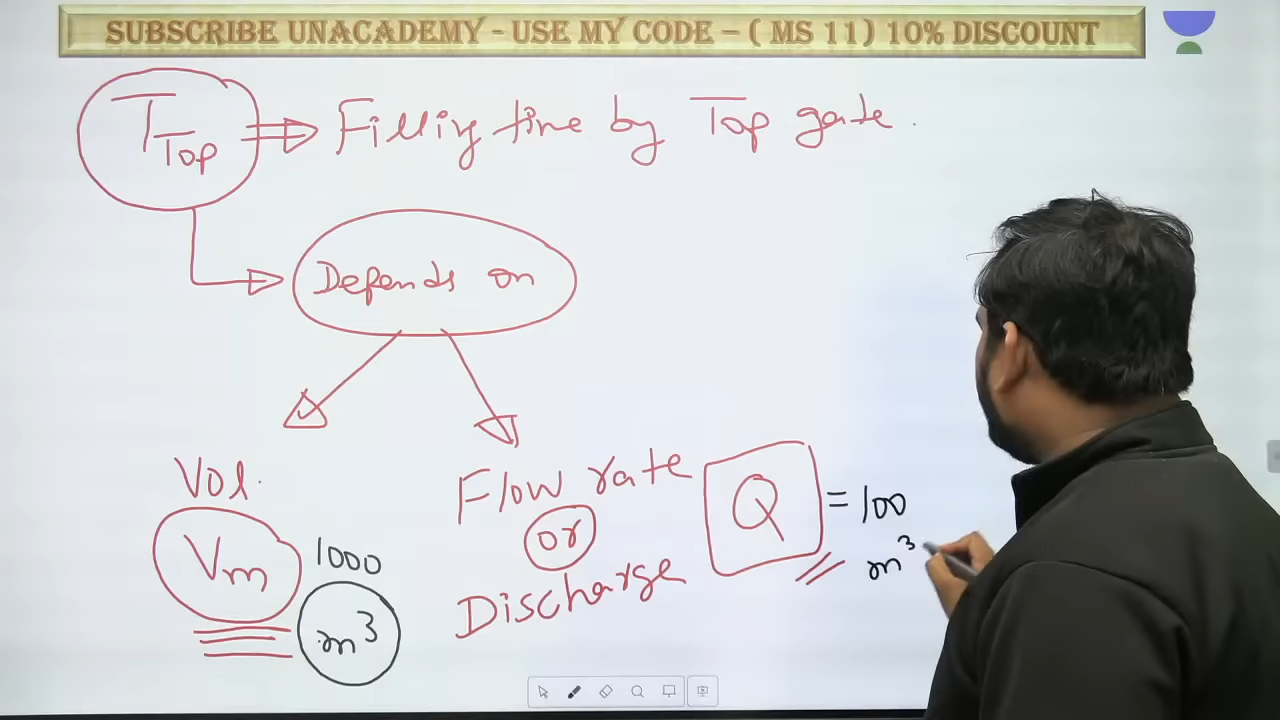 SUBSCRIBE UNACADEMY - USE MY CODE – ( MS 11) 10% DISCOUNT
T Top ⇒ Filling time by Top gate.
Depends on
Vol.
Vm
1000
m³
Flow rate
or
Discharge
Q = 100
m³